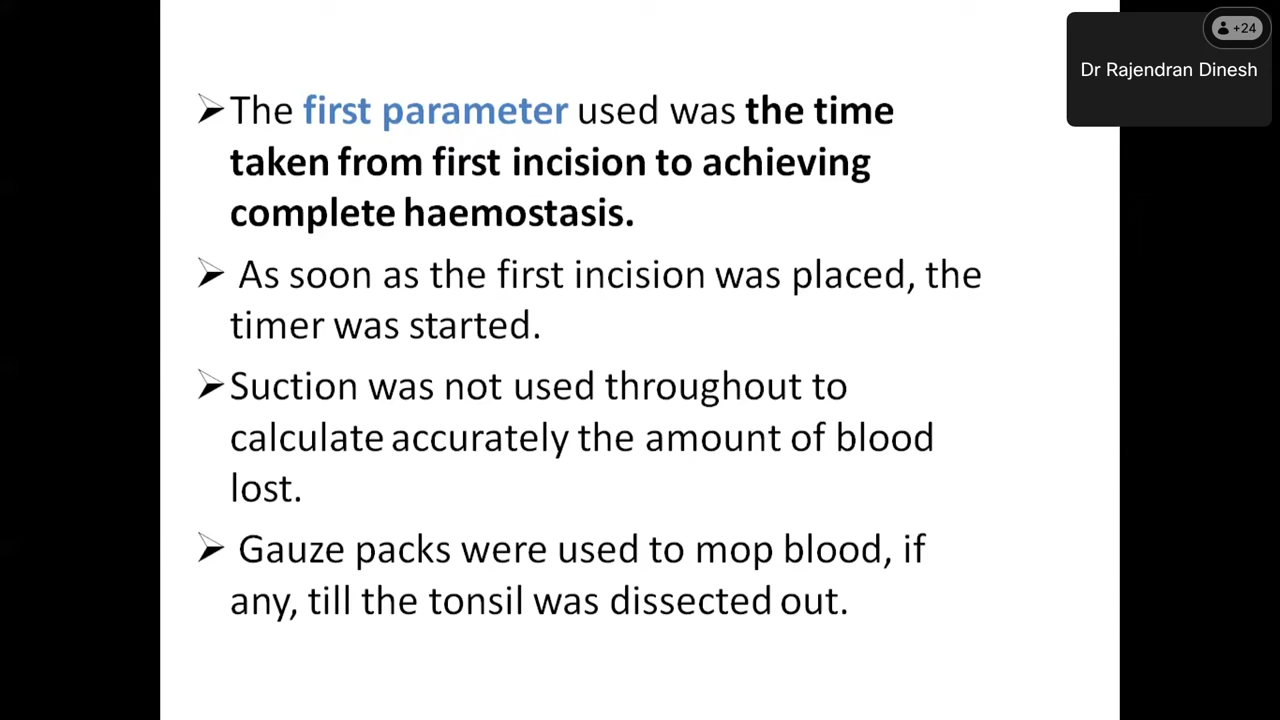 +24
Dr Rajendran Dinesh
➢The first parameter used was the time
taken from first incision to achieving
complete haemostasis.
➢ As soon as the first incision was placed, the
timer was started.
➢Suction was not used throughout to
calculate accurately the amount of blood
lost.
➢ Gauze packs were used to mop blood, if
any, till the tonsil was dissected out.